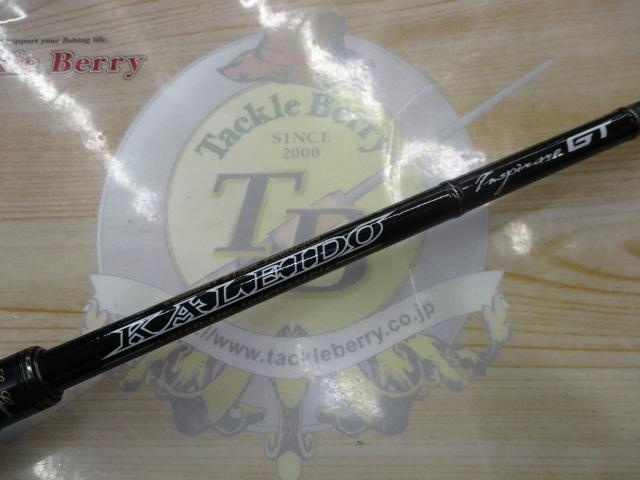 support your fishing life.
kle Berry
Tackle Berry
SINCE
2000
TB
://www.tackleberry.co.jp
KALEIDO
Inspirare GT